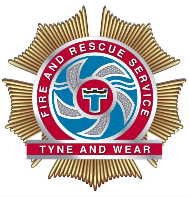 FIRE AND RESCUE SERVICE
TYNE AND WEAR